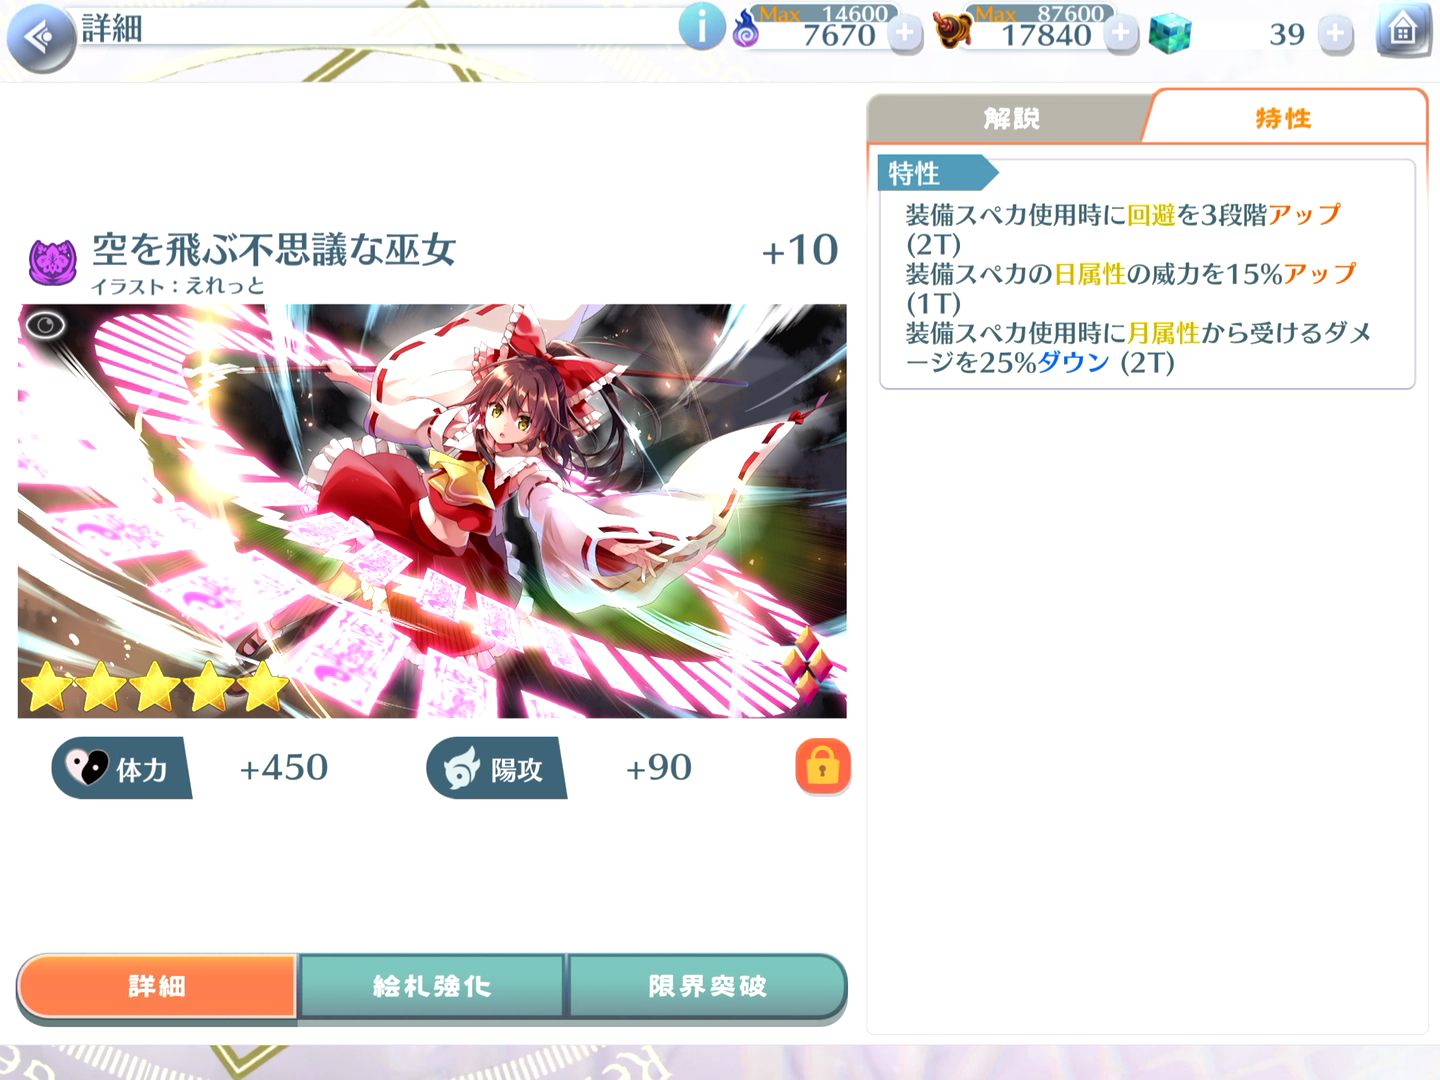 詳細
Max 14600
7670
Max 87600
17840
39
空を飛ぶ不思議な巫女
+10
イラスト：えれっと
体力
+450
陽攻
+90
詳細
絵札強化
限界突破
解説
特性
特性
装備スペカ使用時に回避を3段階アップ
(2T)
装備スペカの日属性の威力を15%アップ
(1T)
装備スペカ使用時に月属性から受けるダメ
ージを25%ダウン (2T)